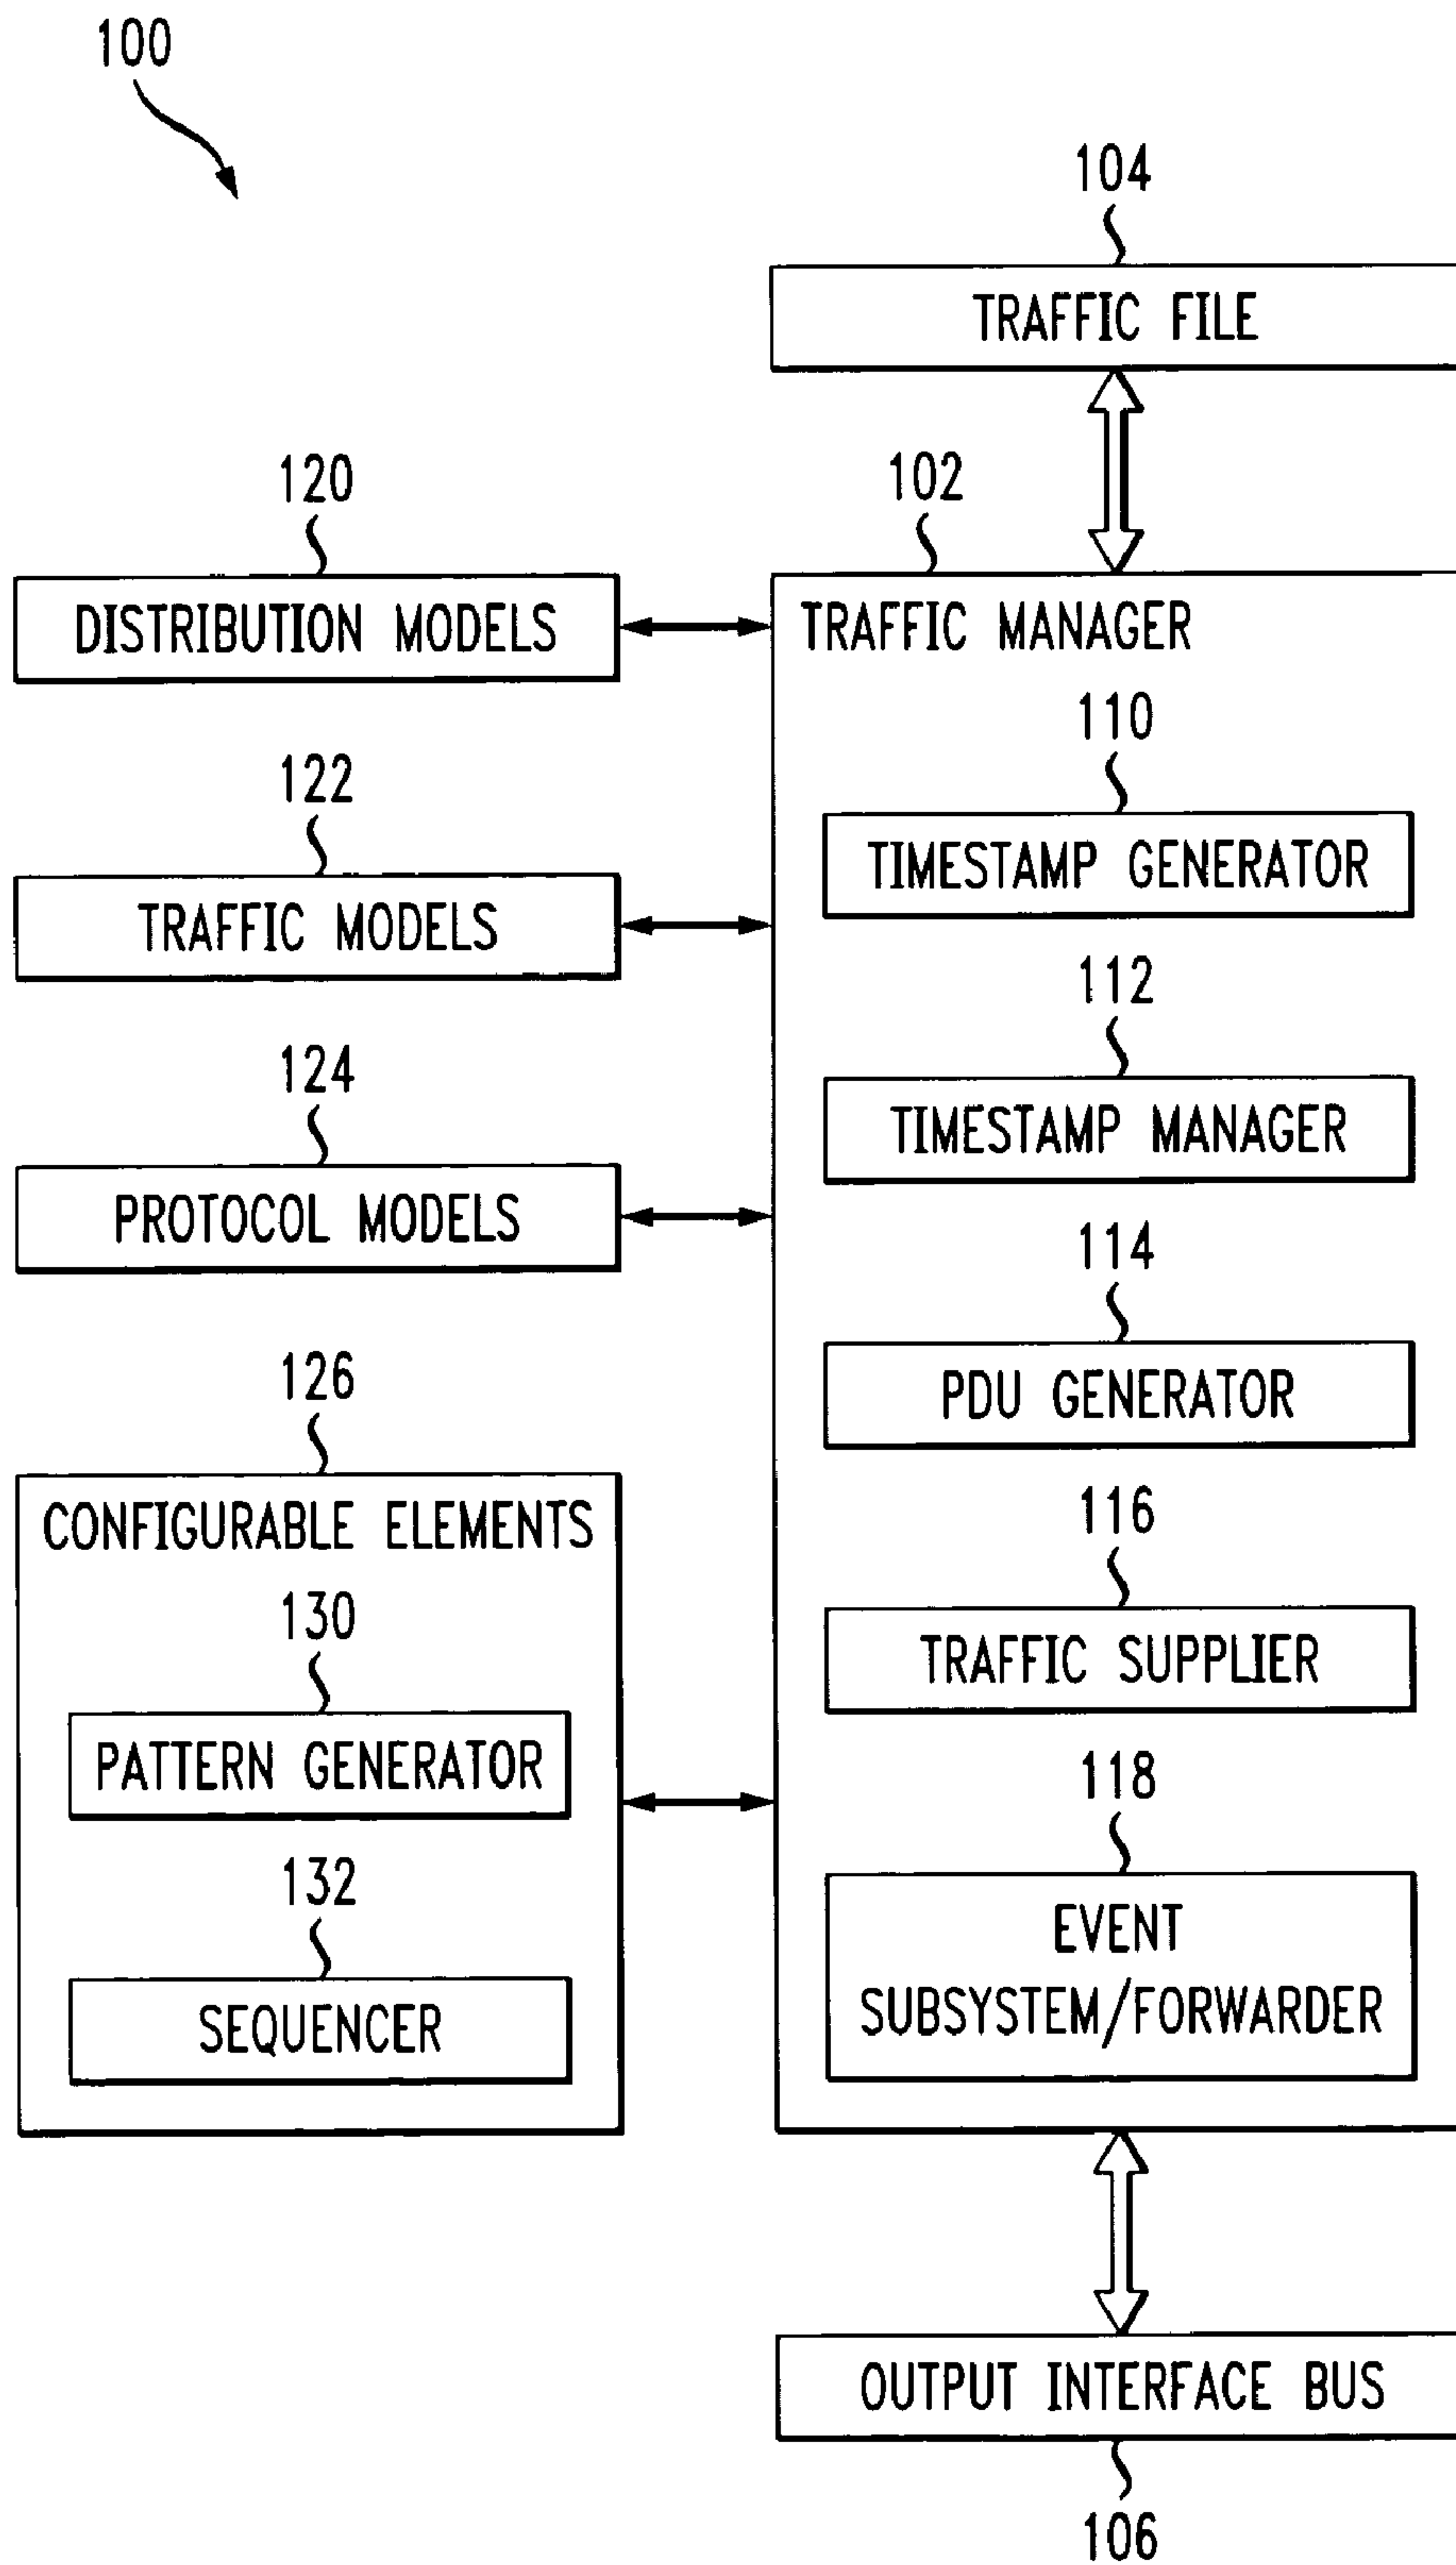 100
104
TRAFFIC FILE
102
TRAFFIC MANAGER
120
DISTRIBUTION MODELS
110
TIMESTAMP GENERATOR
122
TRAFFIC MODELS
112
TIMESTAMP MANAGER
124
PROTOCOL MODELS
114
PDU GENERATOR
126
CONFIGURABLE ELEMENTS
116
TRAFFIC SUPPLIER
130
PATTERN GENERATOR
118
EVENT
SUBSYSTEM/FORWARDER
132
SEQUENCER
OUTPUT INTERFACE BUS
106